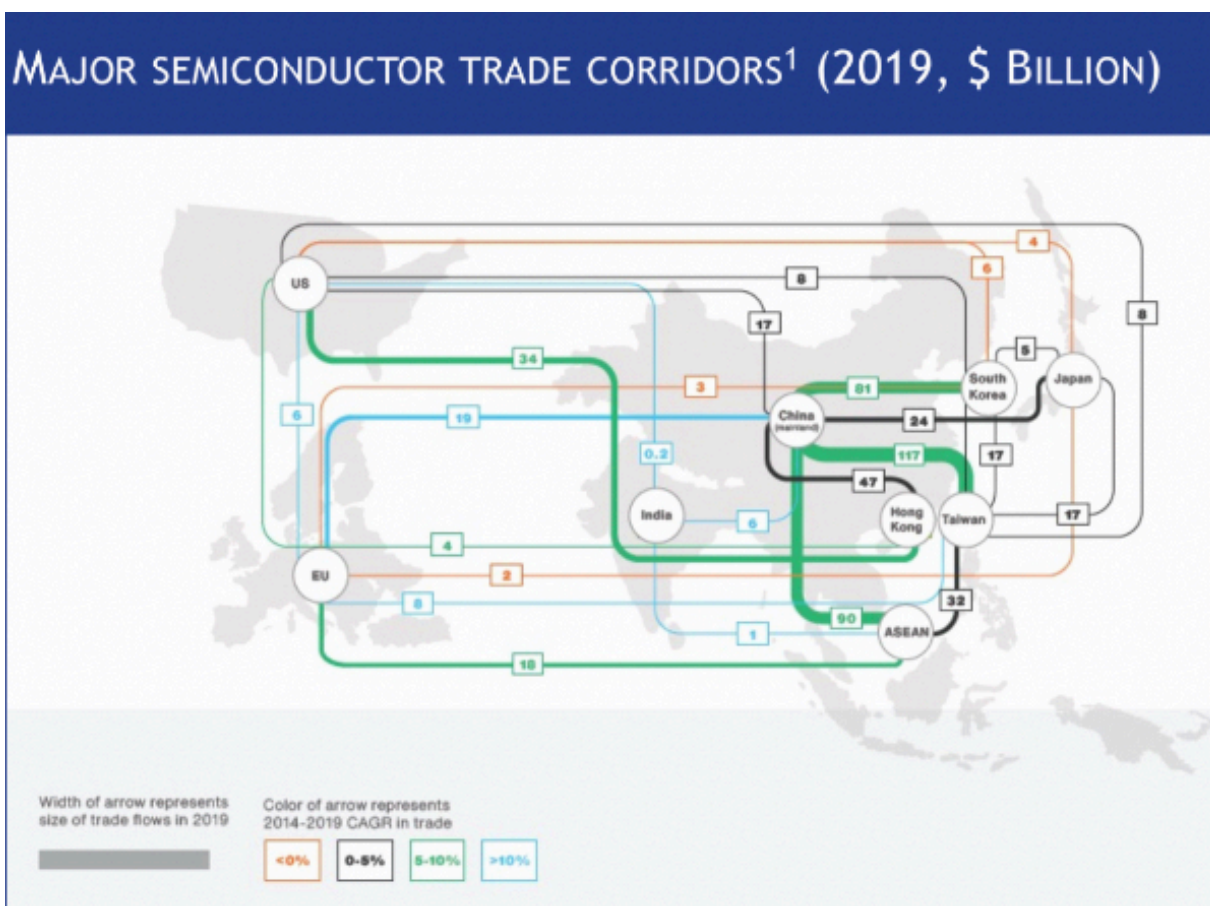 MAJOR SEMICONDUCTOR TRADE CORRIDORS¹ (2019, $ BILLION)
4
6
US
8
8
17
5
34
South
Korea
Japan
3
81
China
(mainland)
6
19
24
0.2
117
17
47
India
6
Hong
Kong
Taiwan
17
4
EU
2
8
32
90
1
ASEAN
18
Width of arrow represents
size of trade flows in 2019
Color of arrow represents
2014-2019 CAGR in trade
<0%
0-5%
5-10%
>10%